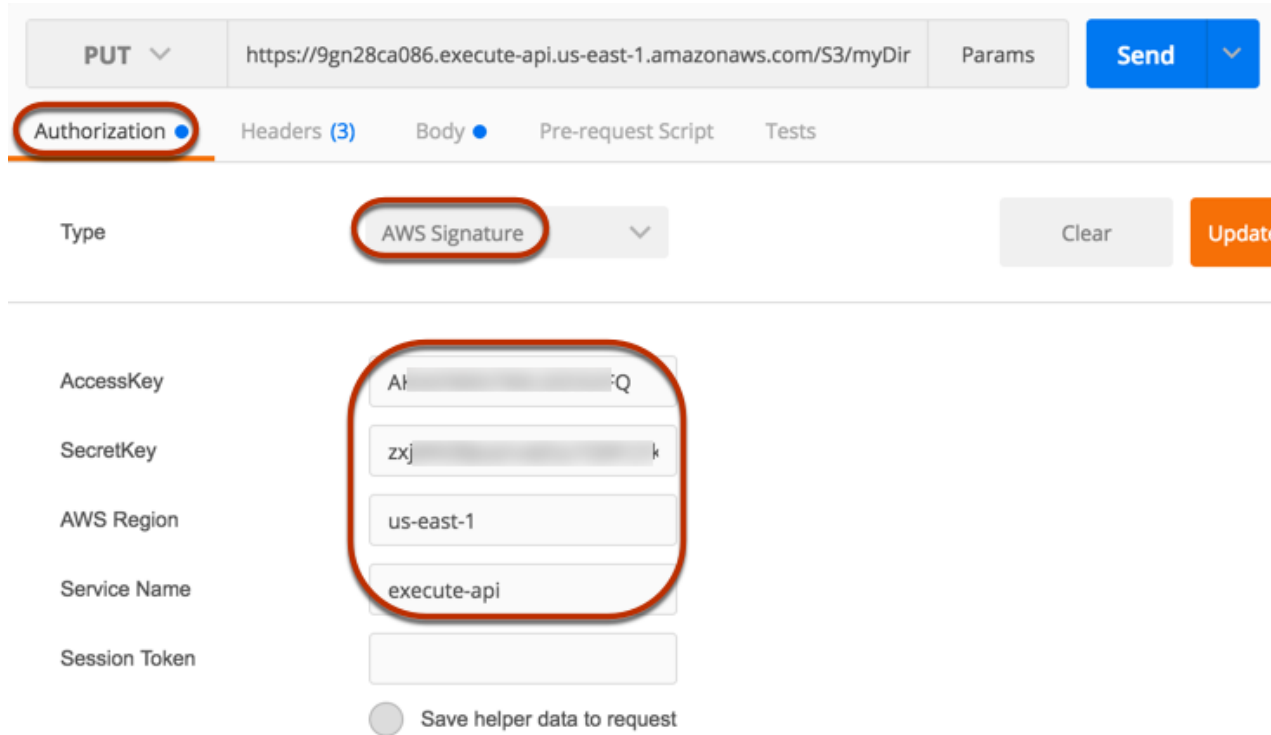 PUT https://9gn28ca086.execute-api.us-east-1.amazonaws.com/S3/myDir Params Send
Authorization Headers (3) Body Pre-request Script Tests
Type AWS Signature Clear Updat
AccessKey
SecretKey zxj
AWS Region us-east-1
Service Name execute-api
Session Token
Save helper data to request